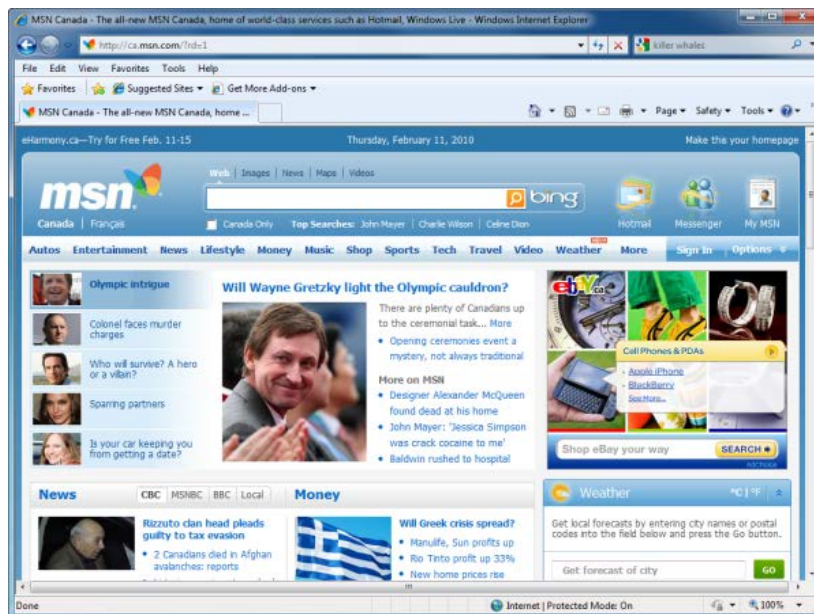 MSN Canada - The all-new MSN Canada, home of world-class services such as Hotmail, Windows Live - Windows Internet Explorer
http://ca.msn.com/?rd=1
killer whales
File Edit View Favorites Tools Help
Favorites Suggested Sites Get More Add-ons
MSN Canada - The all-new MSN Canada, home ...
Page Safety Tools
eHarmony.ca—Try for Free Feb. 11-15
Thursday, February 11, 2010
Make this your homepage
Web | Images | News | Maps | Videos
msn
bing
Canada | Français
Canada Only
Top Searches: John Mayer | Charlie Wilson | Celine Dion
Hotmail Messenger My MSN
Autos Entertainment News Lifestyle Money Music Shop Sports Tech Travel Video Weather More Sign In Options
Olympic intrigue
Colonel faces murder
charges
Who will survive? A hero
or a villain?
Sparring partners
Is your car keeping you
from getting a date?
Will Wayne Gretzky light the Olympic cauldron?
There are plenty of Canadians up
to the ceremonial task... More
• Opening ceremonies event a
mystery, not always traditional
More on MSN
• Designer Alexander McQueen
found dead at his home
• John Mayer: 'Jessica Simpson
was crack cocaine to me'
• Baldwin rushed to hospital
ebY.ca
Cell Phones & PDAs
- Apple iPhone
- BlackBerry
See More...
Shop eBay your way
SEARCH
AdChoice
News
CBC MSNBC BBC Local
Rizzuto clan head pleads
guilty to tax evasion
• 2 Canadians died in Afghan
avalanches: reports
Money
Will Greek crisis spread?
• Manulife, Sun profits up
• Rio Tinto profit up 33%
• New home prices rise
Weather
°C | °F
Get local forecasts by entering city names or postal
codes into the field below and press the Go button.
Get forecast of city
GO
Done
Internet | Protected Mode: On
100%